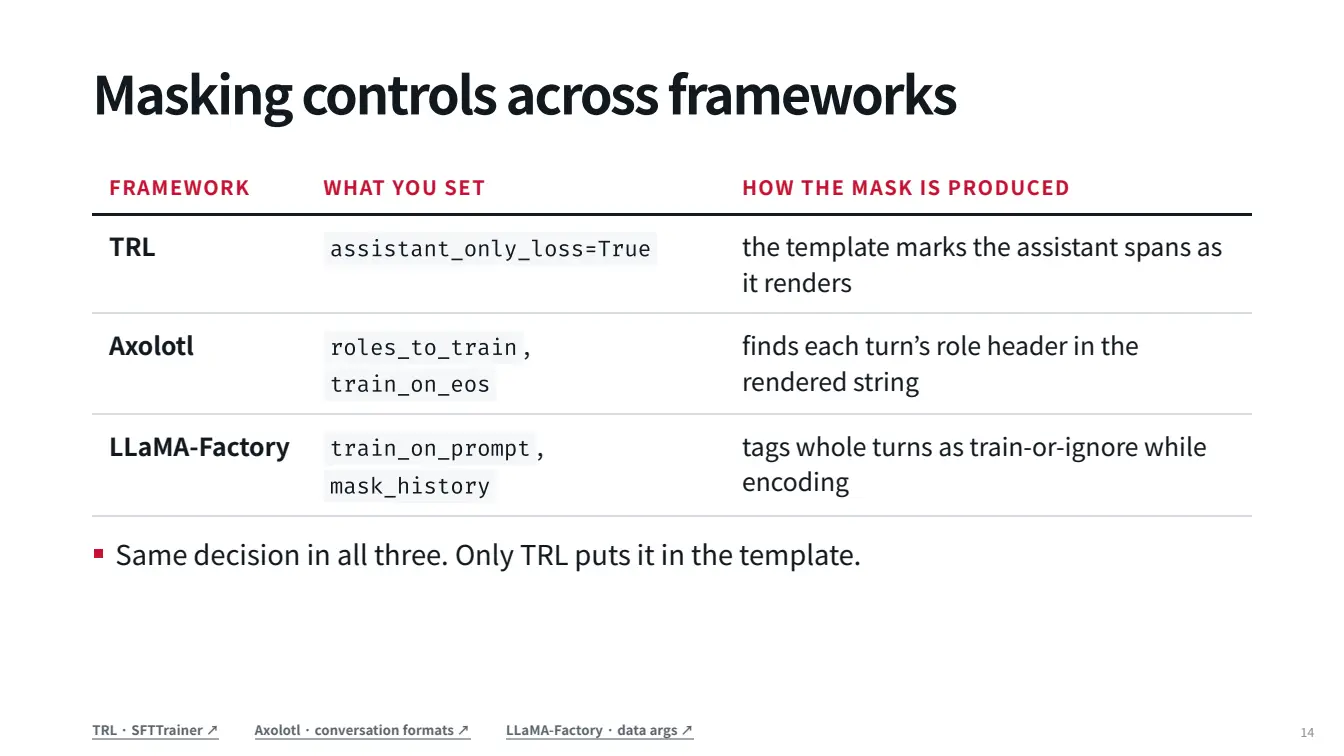 Masking controls across frameworks
FRAMEWORK WHAT YOU SET HOW THE MASK IS PRODUCED
TRL assistant_only_loss=True the template marks the assistant spans as
it renders
Axolotl roles_to_train, finds each turn’s role header in the
train_on_eos rendered string
LLaMA-Factory train_on_prompt, tags whole turns as train-or-ignore while
mask_history encoding
Same decision in all three. Only TRL puts it in the template.
TRL · SFTTrainer ↗ Axolotl · conversation formats ↗ LLaMA-Factory · data args ↗ 14